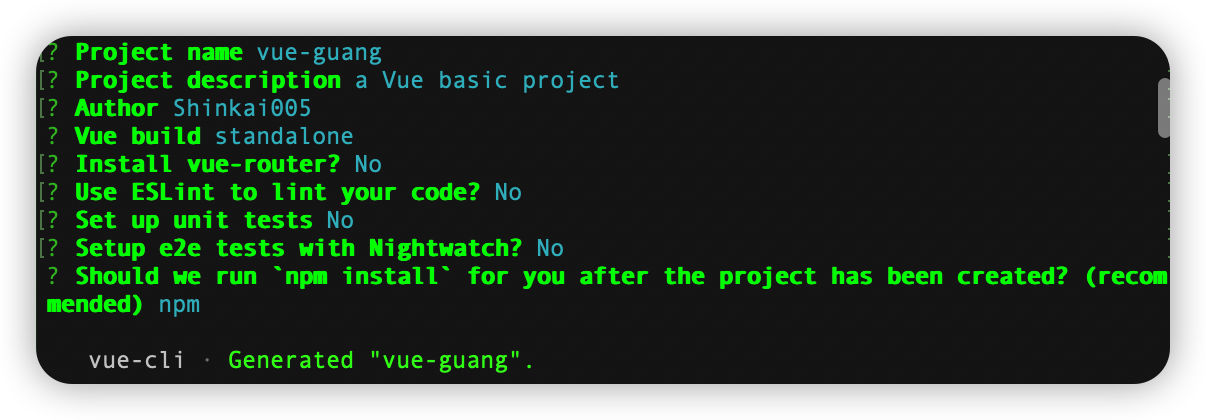 [? Project name vue-guang
[? Project description a Vue basic project
[? Author Shinkai005
? Vue build standalone
[? Install vue-router? No
[? Use ESLint to lint your code? No
[? Set up unit tests No
[? Setup e2e tests with Nightwatch? No
? Should we run `npm install` for you after the project has been created? (recom
mended) npm
vue-cli · Generated "vue-guang".